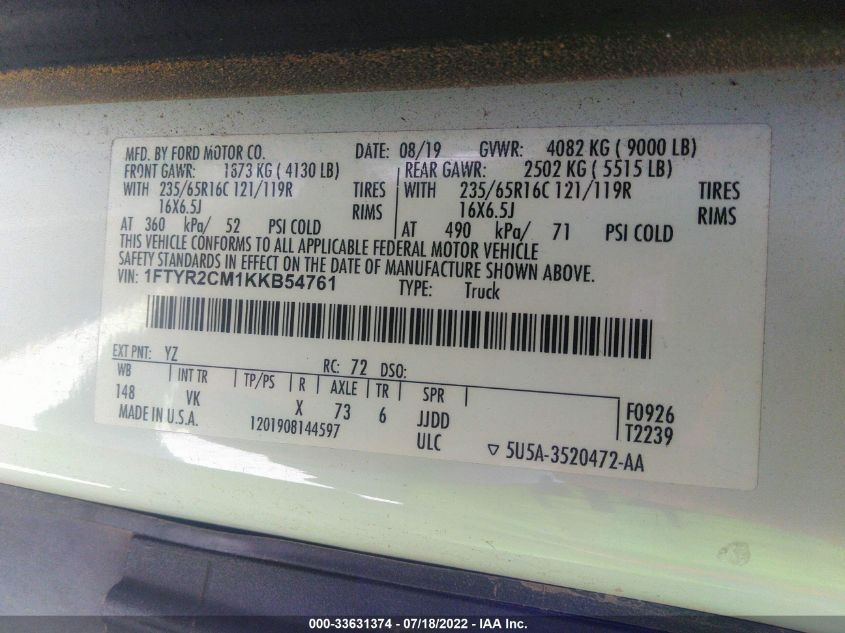 MFD. BY FORD MOTOR CO. DATE: 08/19 GVWR: 4082 KG ( 9000 LB)
FRONT GAWR: 1873 KG ( 4130 LB) REAR GAWR: 2502 KG ( 5515 LB)
WITH 235/65R16C 121/119R TIRES WITH 235/65R16C 121/119R TIRES
16X6.5J RIMS 16X6.5J RIMS
AT 360 kPa/ 52 PSI COLD AT 490 kPa/ 71 PSI COLD
THIS VEHICLE CONFORMS TO ALL APPLICABLE FEDERAL MOTOR VEHICLE
SAFETY STANDARDS IN EFFECT ON THE DATE OF MANUFACTURE SHOWN ABOVE.
VIN: 1FTYR2CM1KKB54761 TYPE: Truck
EXT PNT: YZ RC: 72 DSO:
WB INT TR TP/PS R AXLE TR SPR
148 VK X 73 6 JJDD F0926
MADE IN U.S.A. 1201908144597 ULC T2239
▽ 5U5A-3520472-AA
000-33631374 - 07/18/2022 - IAA Inc.